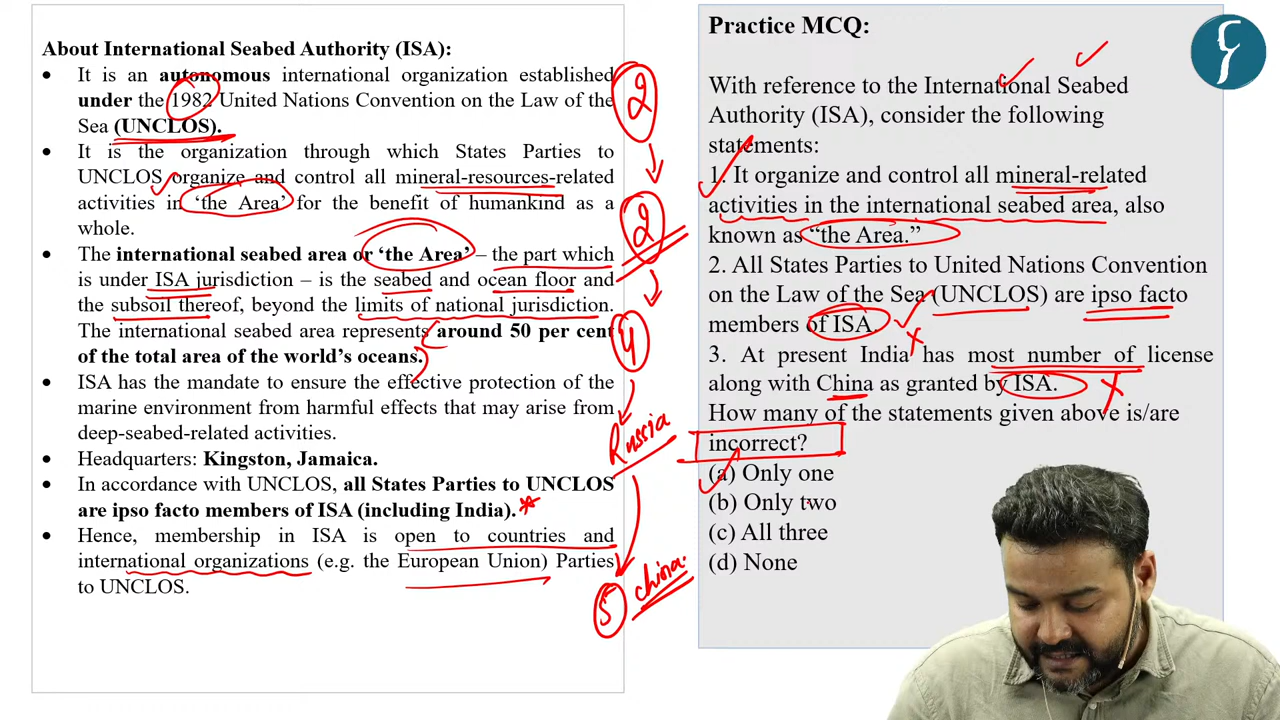 About International Seabed Authority (ISA):
• It is an autonomous international organization established
under the 1982 United Nations Convention on the Law of the
Sea (UNCLOS).
• It is the organization through which States Parties to
UNCLOS organize and control all mineral-resources-related
activities in ‘the Area’ for the benefit of humankind as a
whole.
• The international seabed area or ‘the Area’ – the part which
is under ISA jurisdiction – is the seabed and ocean floor and
the subsoil thereof, beyond the limits of national jurisdiction.
The international seabed area represents around 50 per cent
of the total area of the world’s oceans.
• ISA has the mandate to ensure the effective protection of the
marine environment from harmful effects that may arise from
deep-seabed-related activities.
• Headquarters: Kingston, Jamaica.
• In accordance with UNCLOS, all States Parties to UNCLOS
are ipso facto members of ISA (including India).
• Hence, membership in ISA is open to countries and
international organizations (e.g. the European Union) Parties
to UNCLOS.
2
2
4
Russia
5 China.
Practice MCQ:
With reference to the International Seabed
Authority (ISA), consider the following
statements:
1. It organize and control all mineral-related
activities in the international seabed area, also
known as “the Area.”
2. All States Parties to United Nations Convention
on the Law of the Sea (UNCLOS) are ipso facto
members of ISA.
3. At present India has most number of license
along with China as granted by ISA.
How many of the statements given above is/are
incorrect?
(a) Only one
(b) Only two
(c) All three
(d) None